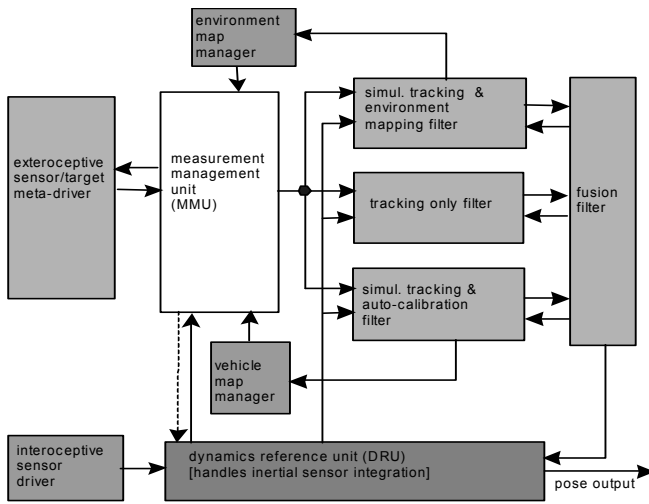 environment
map
manager
simul. tracking &
environment
mapping filter
exteroceptive
sensor/target
meta-driver
measurement
management
unit
(MMU)
tracking only filter
fusion
filter
simul. tracking &
auto-calibration
filter
vehicle
map
manager
interoceptive
sensor
driver
dynamics reference unit (DRU)
[handles inertial sensor integration]
pose output